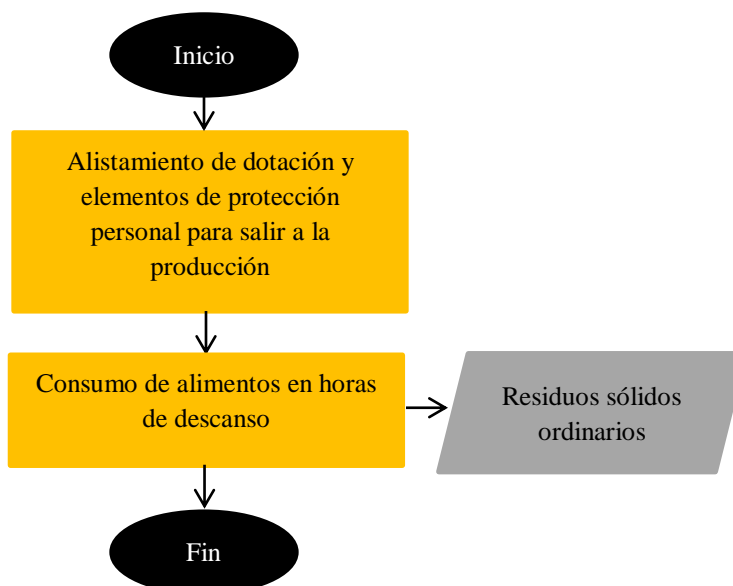 Inicio
Alistamiento de dotación y
elementos de protección
personal para salir a la
producción
Consumo de alimentos en horas
de descanso
Residuos sólidos
ordinarios
Fin